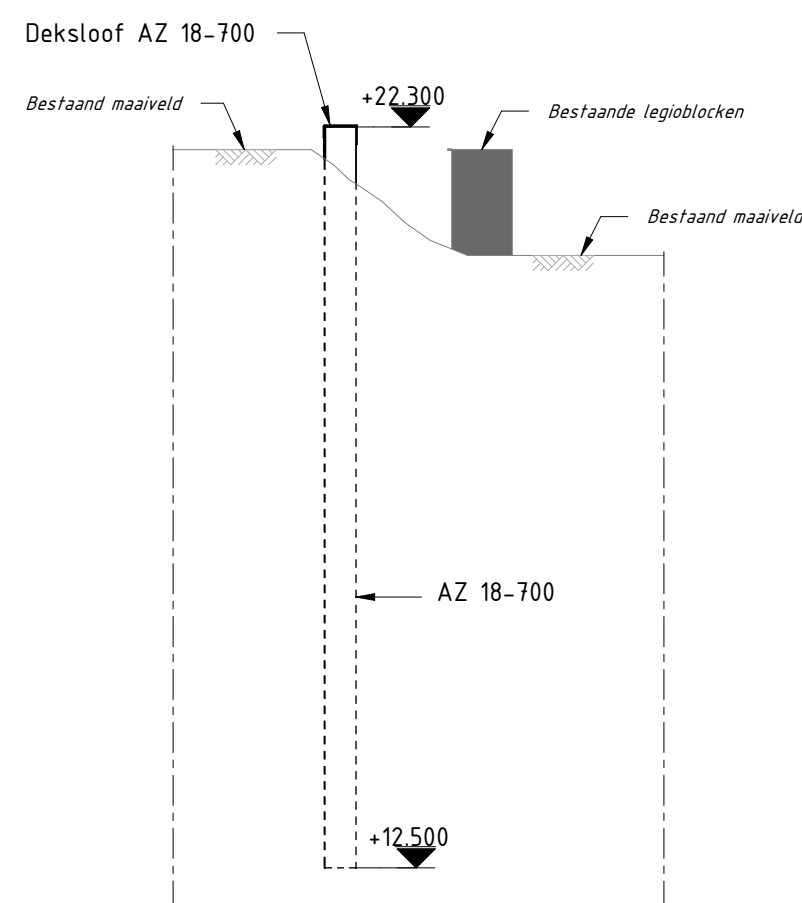 Deksloof AZ 18-700
+22.300
Bestaand maaiveld
Bestaande legioblocken
Bestaand maaiveld
AZ 18-700
+12.500